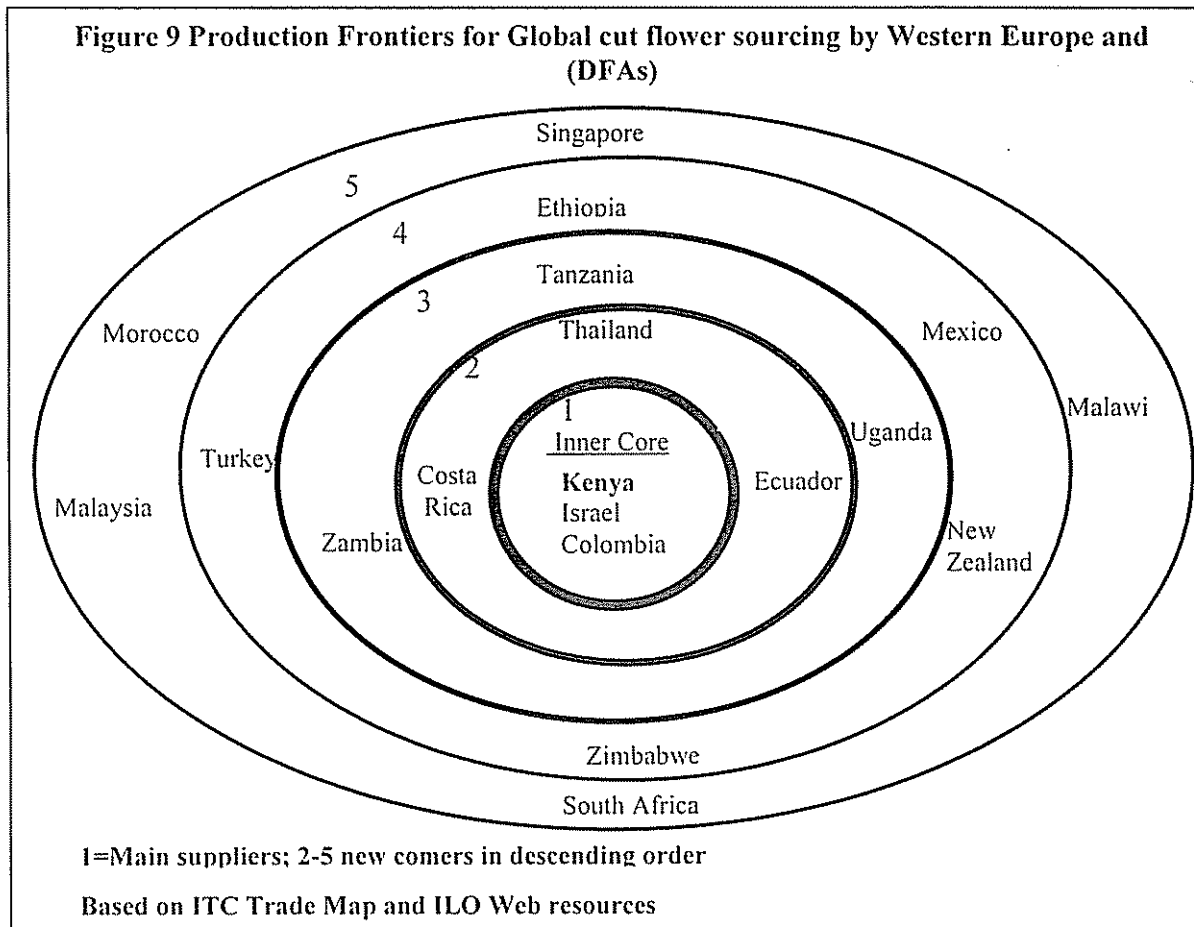 Figure 9 Production Frontiers for Global cut flower sourcing by Western Europe and
(DFAs)
Singapore
5
Ethiopia
4
Tanzania
3
Morocco
Thailand
Mexico
2
1
Malawi
Inner Core
Uganda
Turkey
Costa
Rica
Kenya
Ecuador
Malaysia
Israel
Zambia
Colombia
New
Zealand
Zimbabwe
South Africa
1=Main suppliers; 2-5 new comers in descending order
Based on ITC Trade Map and ILO Web resources